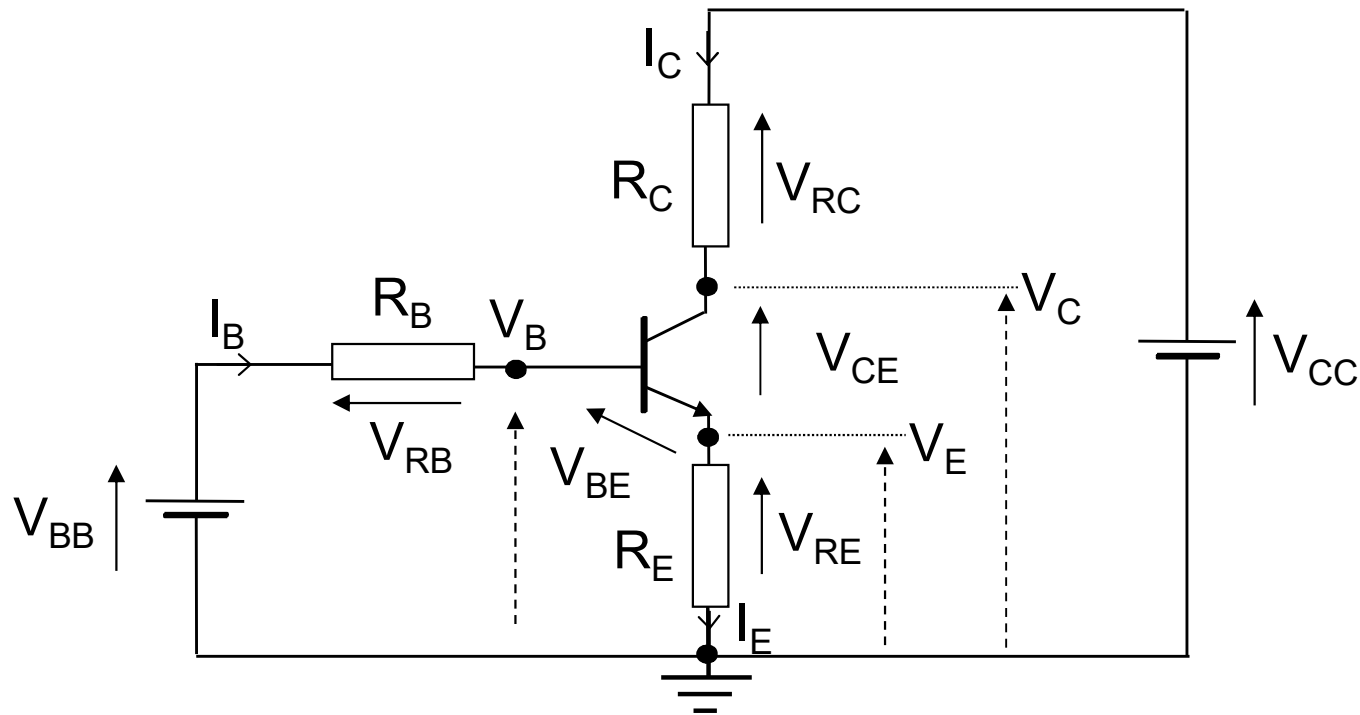 I_C
R_C
V_RC
V_C
R_B
I_B
V_B
V_CE
V_CC
V_RB
V_BE
V_E
V_BB
R_E
V_RE
I_E